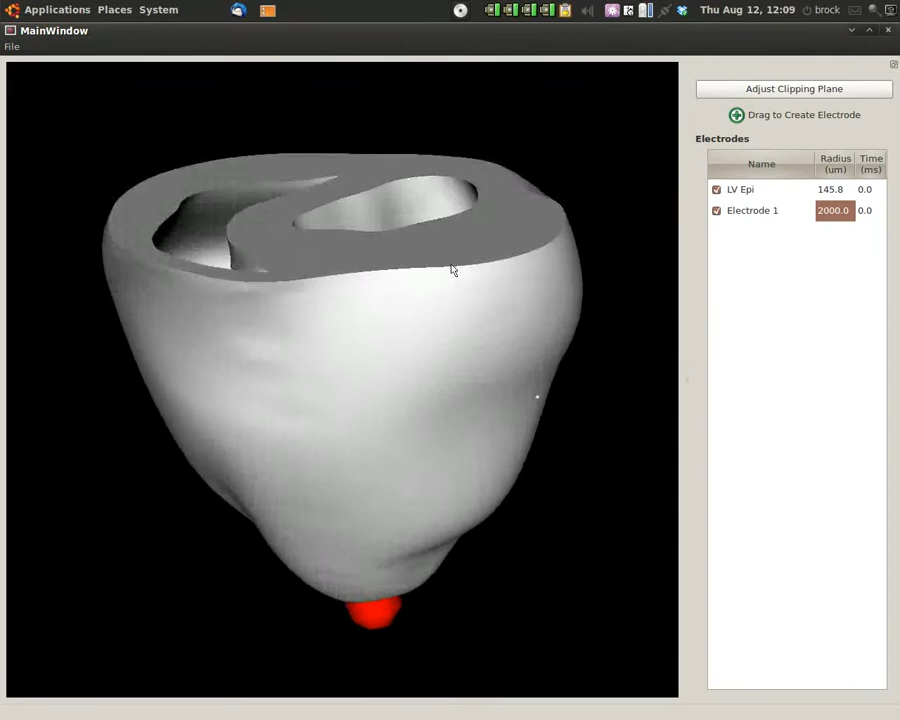 Applications Places System
Thu Aug 12, 12:09
brock
MainWindow
File
Adjust Clipping Plane
Drag to Create Electrode
Electrodes
Name Radius (um) Time (ms)
LV Epi 145.8 0.0
Electrode 1 2000.0 0.0